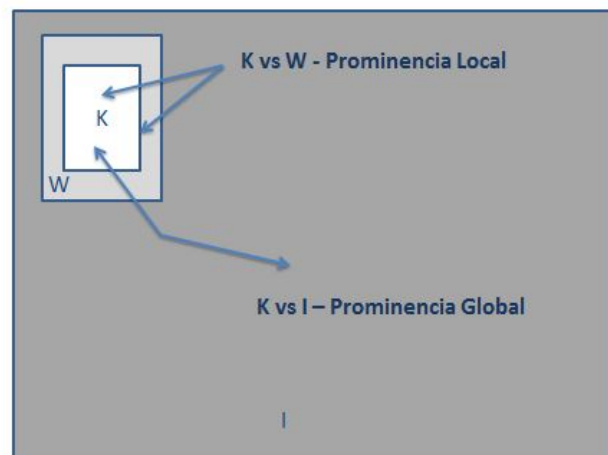 K vs W - Prominencia Local
K
W
K vs I – Prominencia Global
I